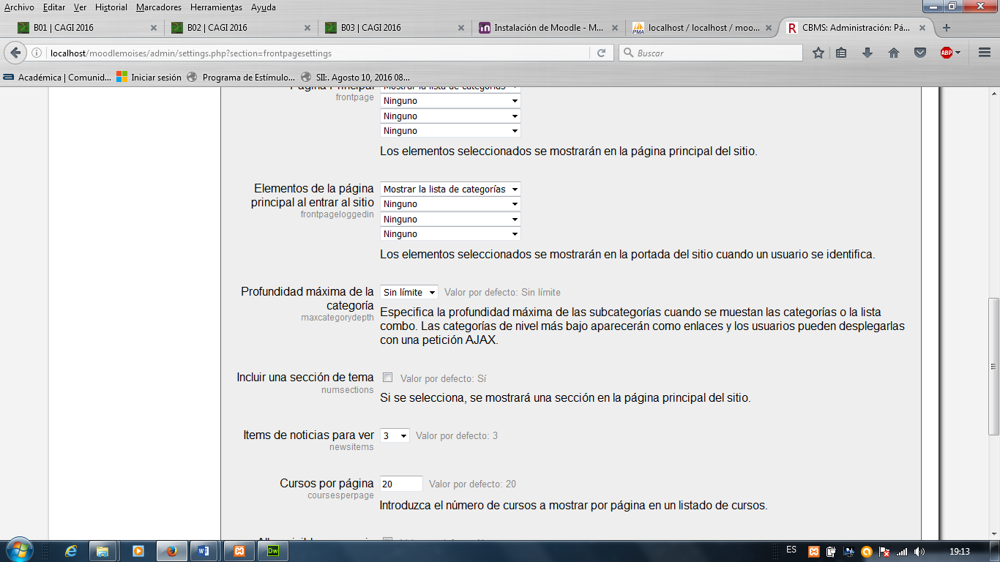 Archivo Editar Ver Historial Marcadores Herramientas Ayuda
B01 | CAGI 2016
B02 | CAGI 2016
B03 | CAGI 2016
Instalación de Moodle - M...
localhost / localhost / moo...
CBMS: Administración: Pá...
localhost/moodlemoises/admin/settings.php?section=frontpagesettings
Buscar
ABP
Académica | Comunid...
Iniciar sesión
Programa de Estímulo...
SII:. Agosto 10, 2016 08...
Página Principal
Mostrar la lista de categorías
frontpage
Ninguno
Ninguno
Ninguno
Los elementos seleccionados se mostrarán en la página principal del sitio.
Elementos de la página
principal al entrar al sitio
frontpageloggedin
Mostrar la lista de categorías
Ninguno
Ninguno
Ninguno
Los elementos seleccionados se mostrarán en la portada del sitio cuando un usuario se identifica.
Profundidad máxima de la
categoría
maxcategorydepth
Sin límite Valor por defecto: Sin límite
Especifica la profundidad máxima de las subcategorías cuando se muestan las categorías o la lista
combo. Las categorías de nivel más bajo aparecerán como enlaces y los usuarios pueden desplegarlas
con una petición AJAX.
Incluir una sección de tema
numsections
Valor por defecto: Sí
Si se selecciona, se mostrará una sección en la página principal del sitio.
Items de noticias para ver
newsitems
3 Valor por defecto: 3
Cursos por página
coursesperpage
20 Valor por defecto: 20
Introduzca el número de cursos a mostrar por página en un listado de cursos.
ES
19:13